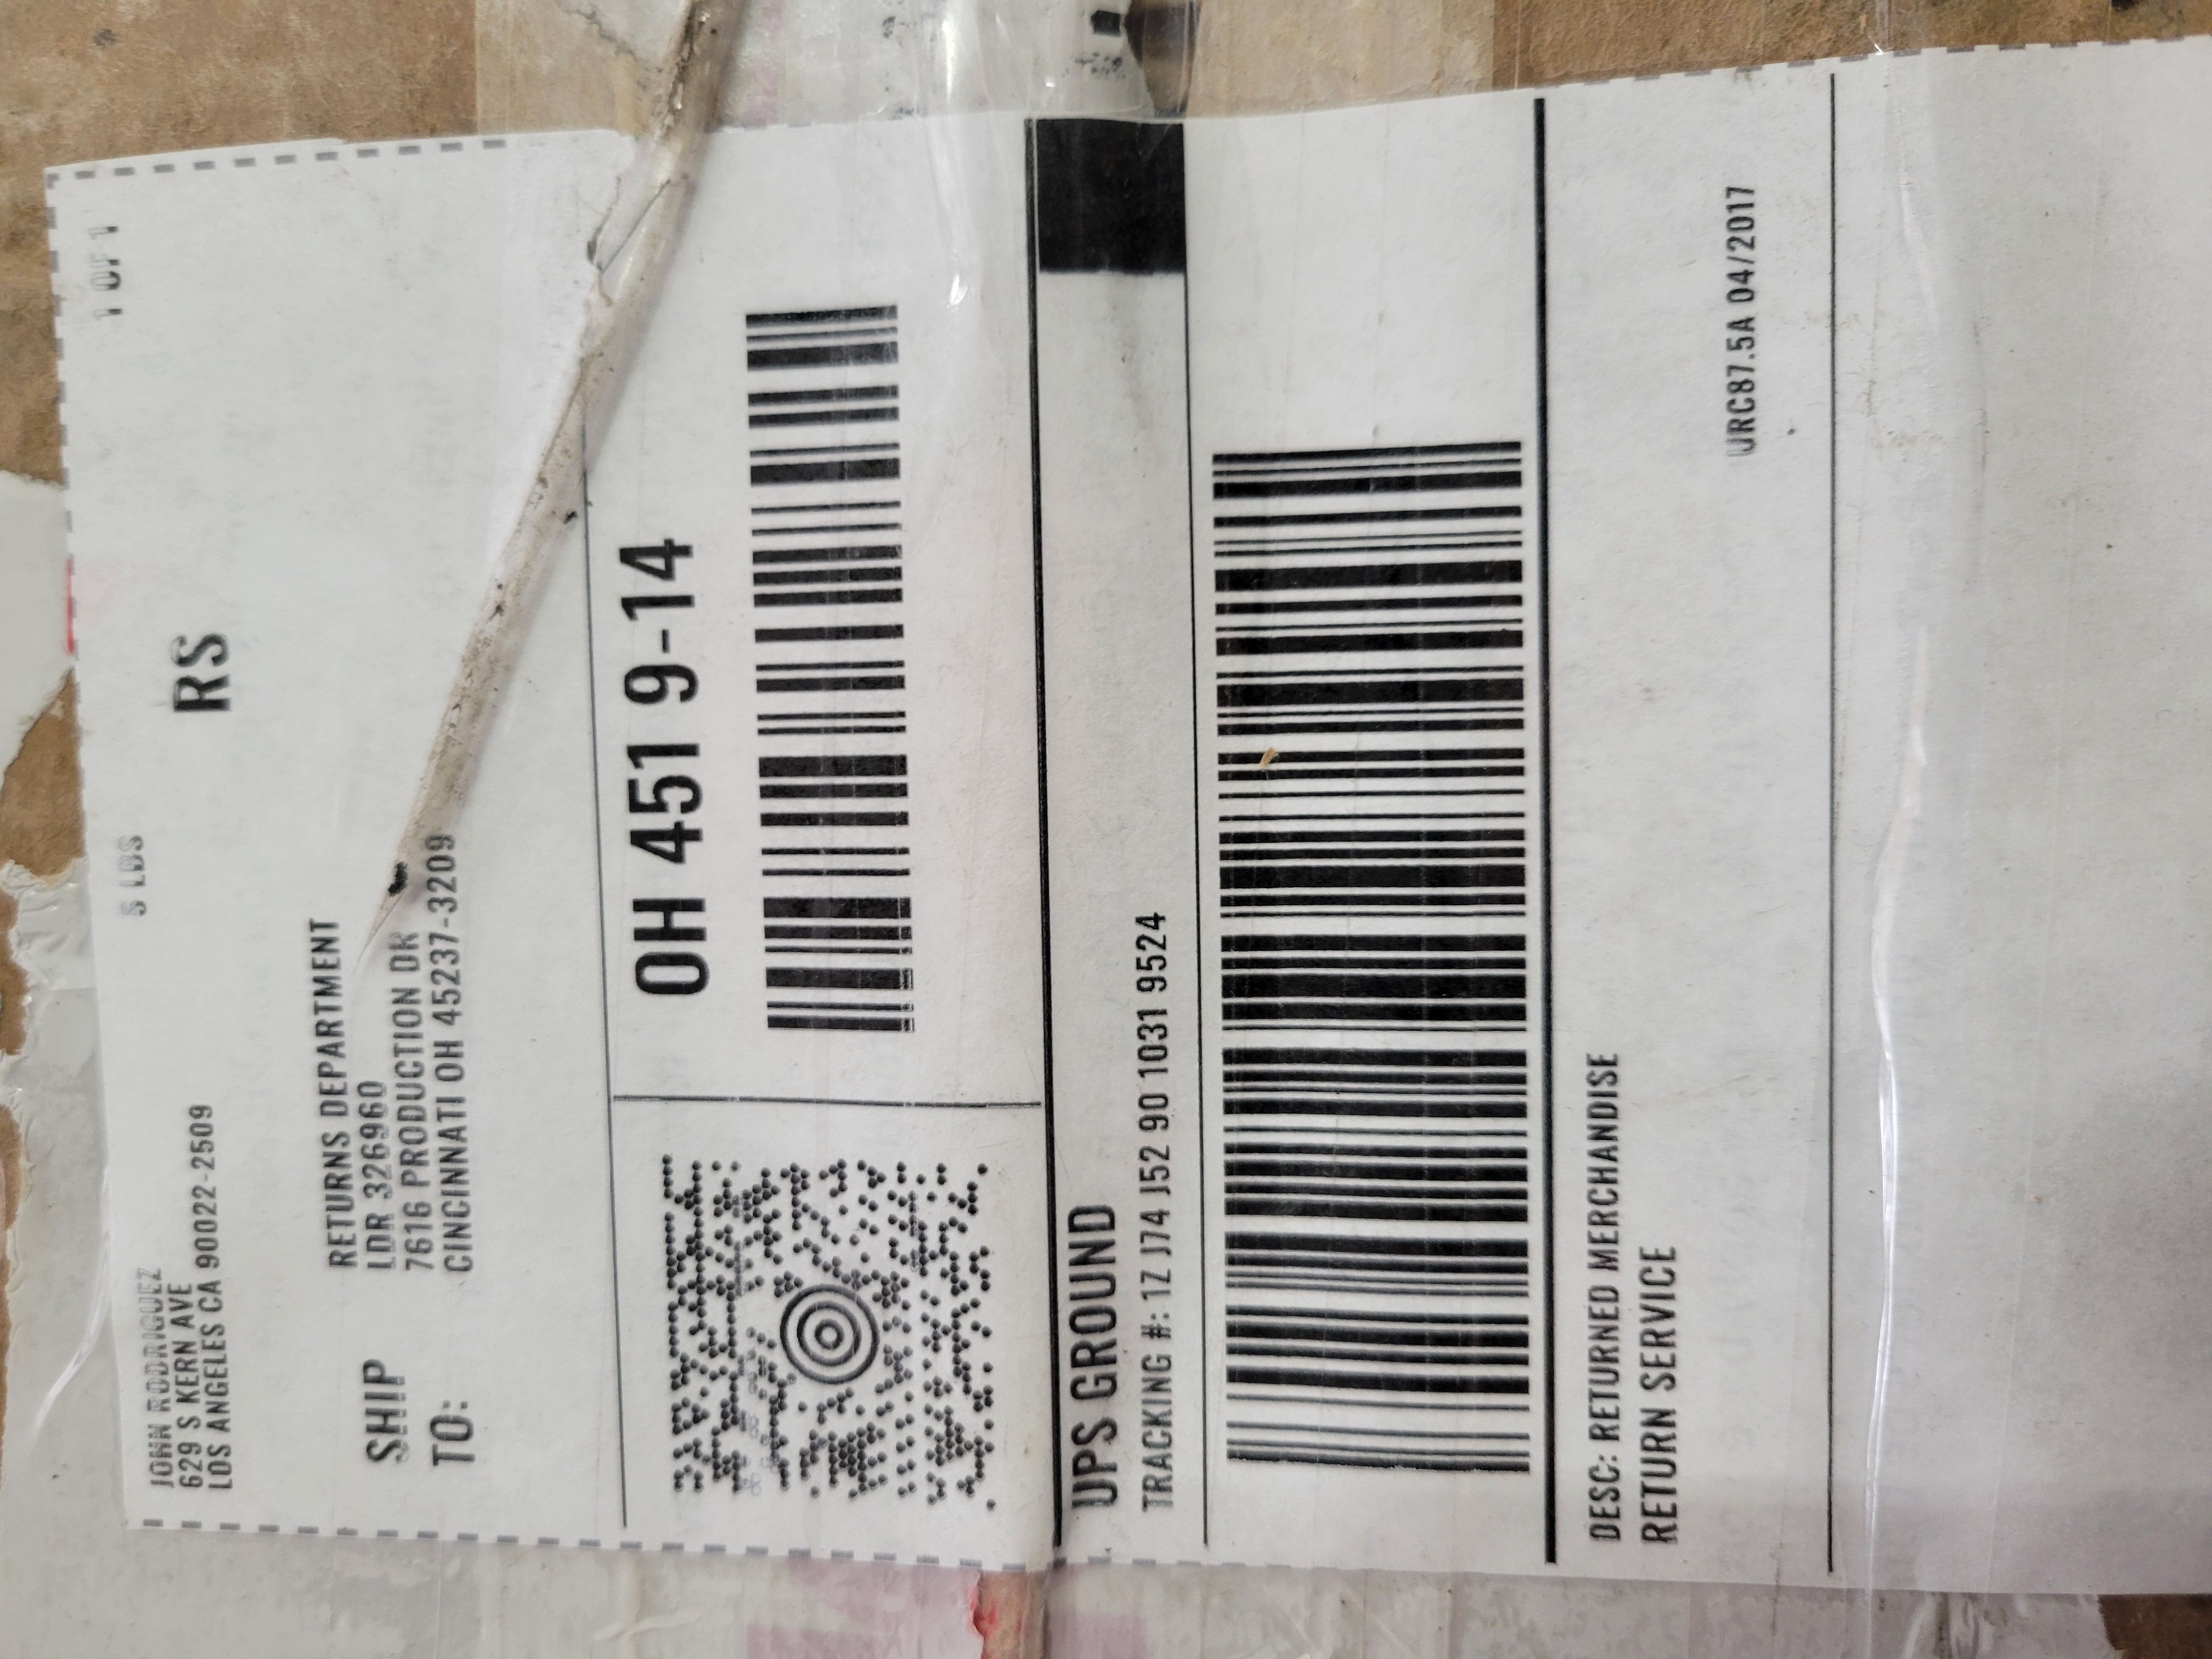 JOHN RODRIGUEZ
629 S KERN AVE
LOS ANGELES CA 90022-2509
5 LBS
1 OF 1
RS
SHIP
TO:
RETURNS DEPARTMENT
LDR 326960
7616 PRODUCTION DR
CINCINNATI OH 45237-3209
OH 451 9-14
UPS GROUND
TRACKING #: 1Z J74 J52 90 1031 9524
DESC: RETURNED MERCHANDISE
RETURN SERVICE
URC87.5A 04/2017